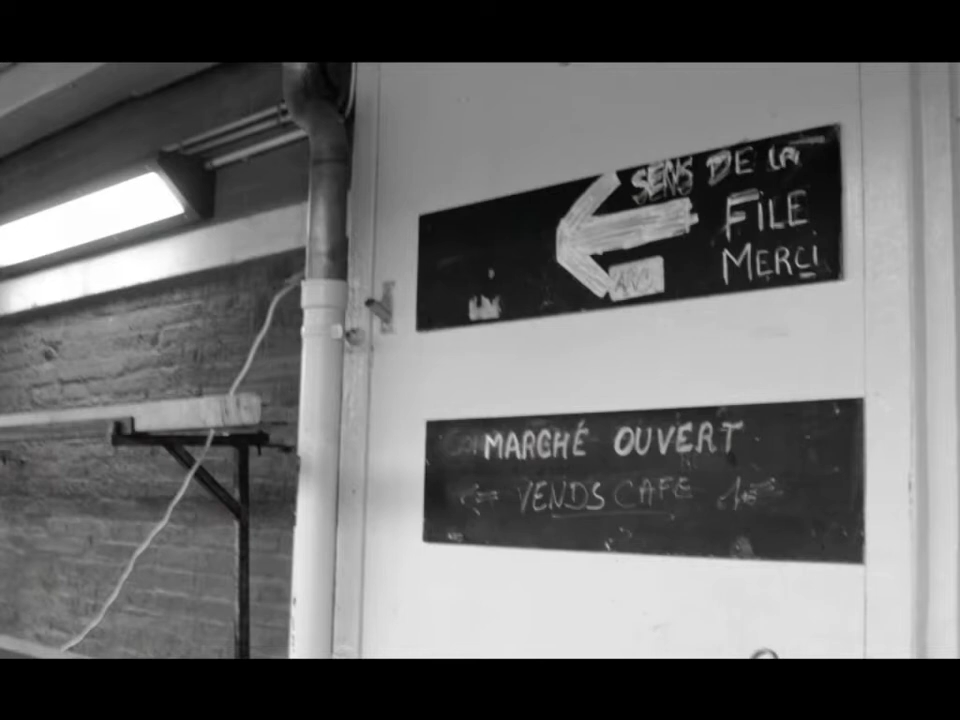 SENS DE LA
FILE
MERCI
MARCHÉ OUVERT
VENDS CAFE